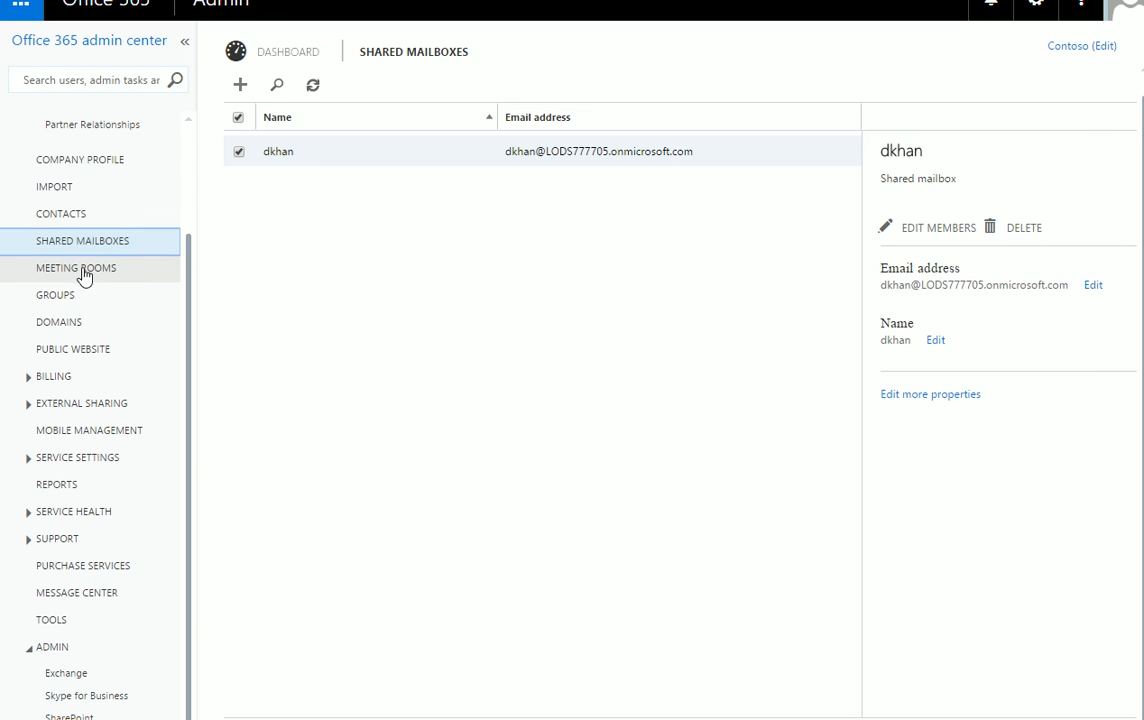 Office 365 Admin
Office 365 admin center «
Search users, admin tasks ar
Partner Relationships
COMPANY PROFILE
IMPORT
CONTACTS
SHARED MAILBOXES
MEETING ROOMS
GROUPS
DOMAINS
PUBLIC WEBSITE
BILLING
EXTERNAL SHARING
MOBILE MANAGEMENT
SERVICE SETTINGS
REPORTS
SERVICE HEALTH
SUPPORT
PURCHASE SERVICES
MESSAGE CENTER
TOOLS
ADMIN
Exchange
Skype for Business
SharePoint
DASHBOARD SHARED MAILBOXES
Contoso (Edit)
Name Email address
dkhan dkhan@LODS777705.onmicrosoft.com
dkhan
Shared mailbox
EDIT MEMBERS DELETE
Email address
dkhan@LODS777705.onmicrosoft.com Edit
Name
dkhan Edit
Edit more properties